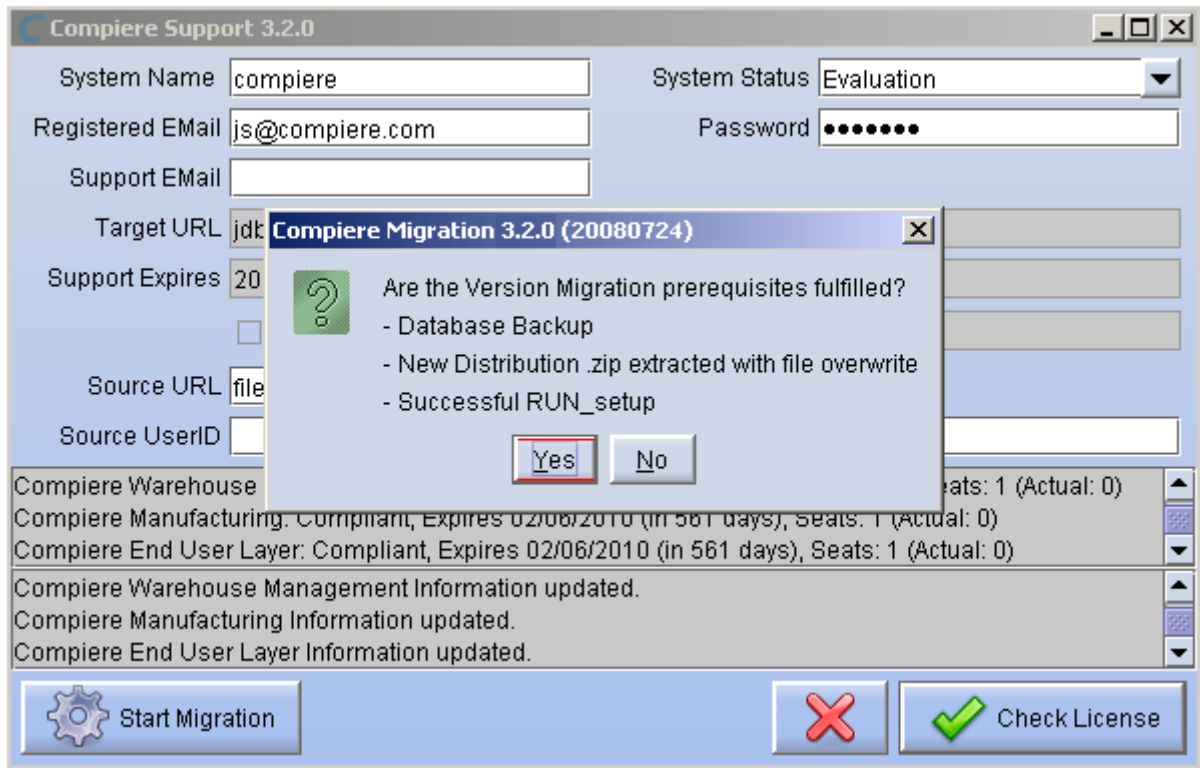 Compiere Support 3.2.0
System Name compiere System Status Evaluation
Registered EMail js@compiere.com Password •••••••
Support EMail
Target URL jdb
Support Expires 20
Source URL file
Source UserID
Compiere Migration 3.2.0 (20080724)
Are the Version Migration prerequisites fulfilled?
- Database Backup
- New Distribution .zip extracted with file overwrite
- Successful RUN_setup
Yes No
Compiere Warehouse eats: 1 (Actual: 0)
Compiere Manufacturing: Compliant, Expires 02/06/2010 (in 561 days), Seats: 1 (Actual: 0)
Compiere End User Layer: Compliant, Expires 02/06/2010 (in 561 days), Seats: 1 (Actual: 0)
Compiere Warehouse Management Information updated.
Compiere Manufacturing Information updated.
Compiere End User Layer Information updated.
Start Migration Check License